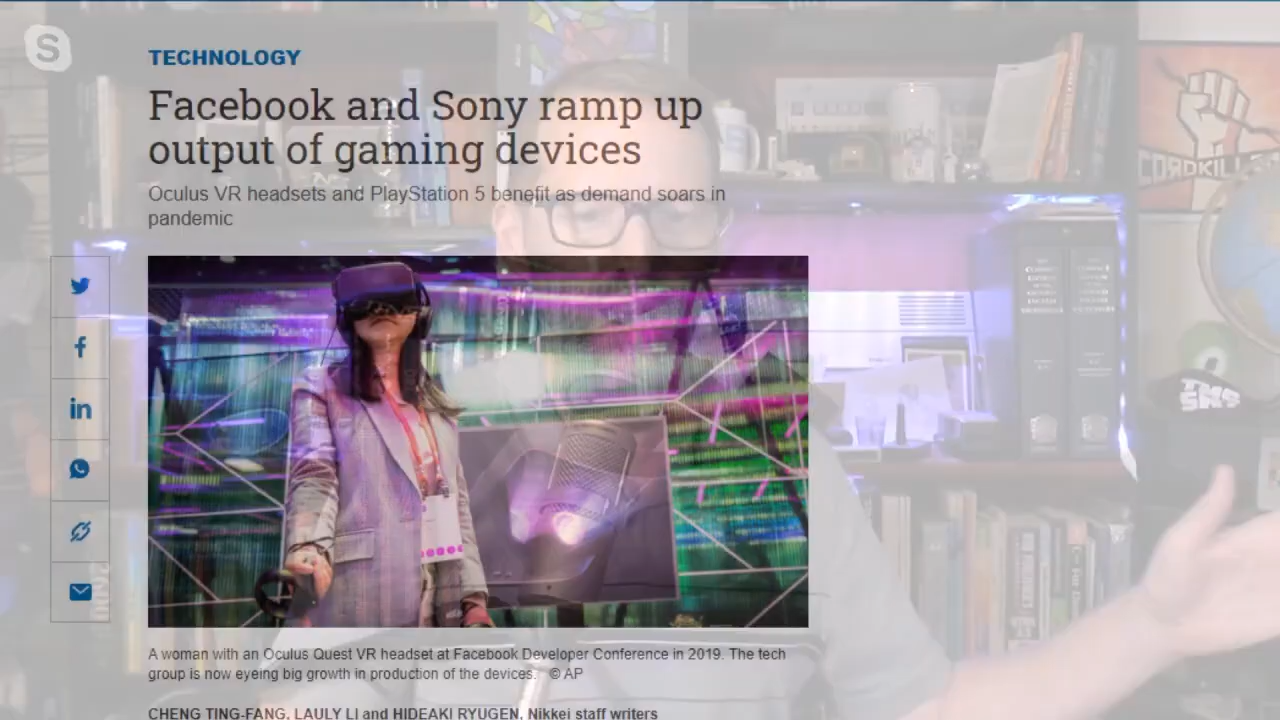 S
TECHNOLOGY
Facebook and Sony ramp up
output of gaming devices
Oculus VR headsets and PlayStation 5 benefit as demand soars in
pandemic
CORDKILL
f
in
A woman with an Oculus Quest VR headset at Facebook Developer Conference in 2019. The tech
group is now eyeing big growth in production of the devices. © AP
CHENG TING-FANG, LAULY LI and HIDEAKI RYUGEN, Nikkei staff writers